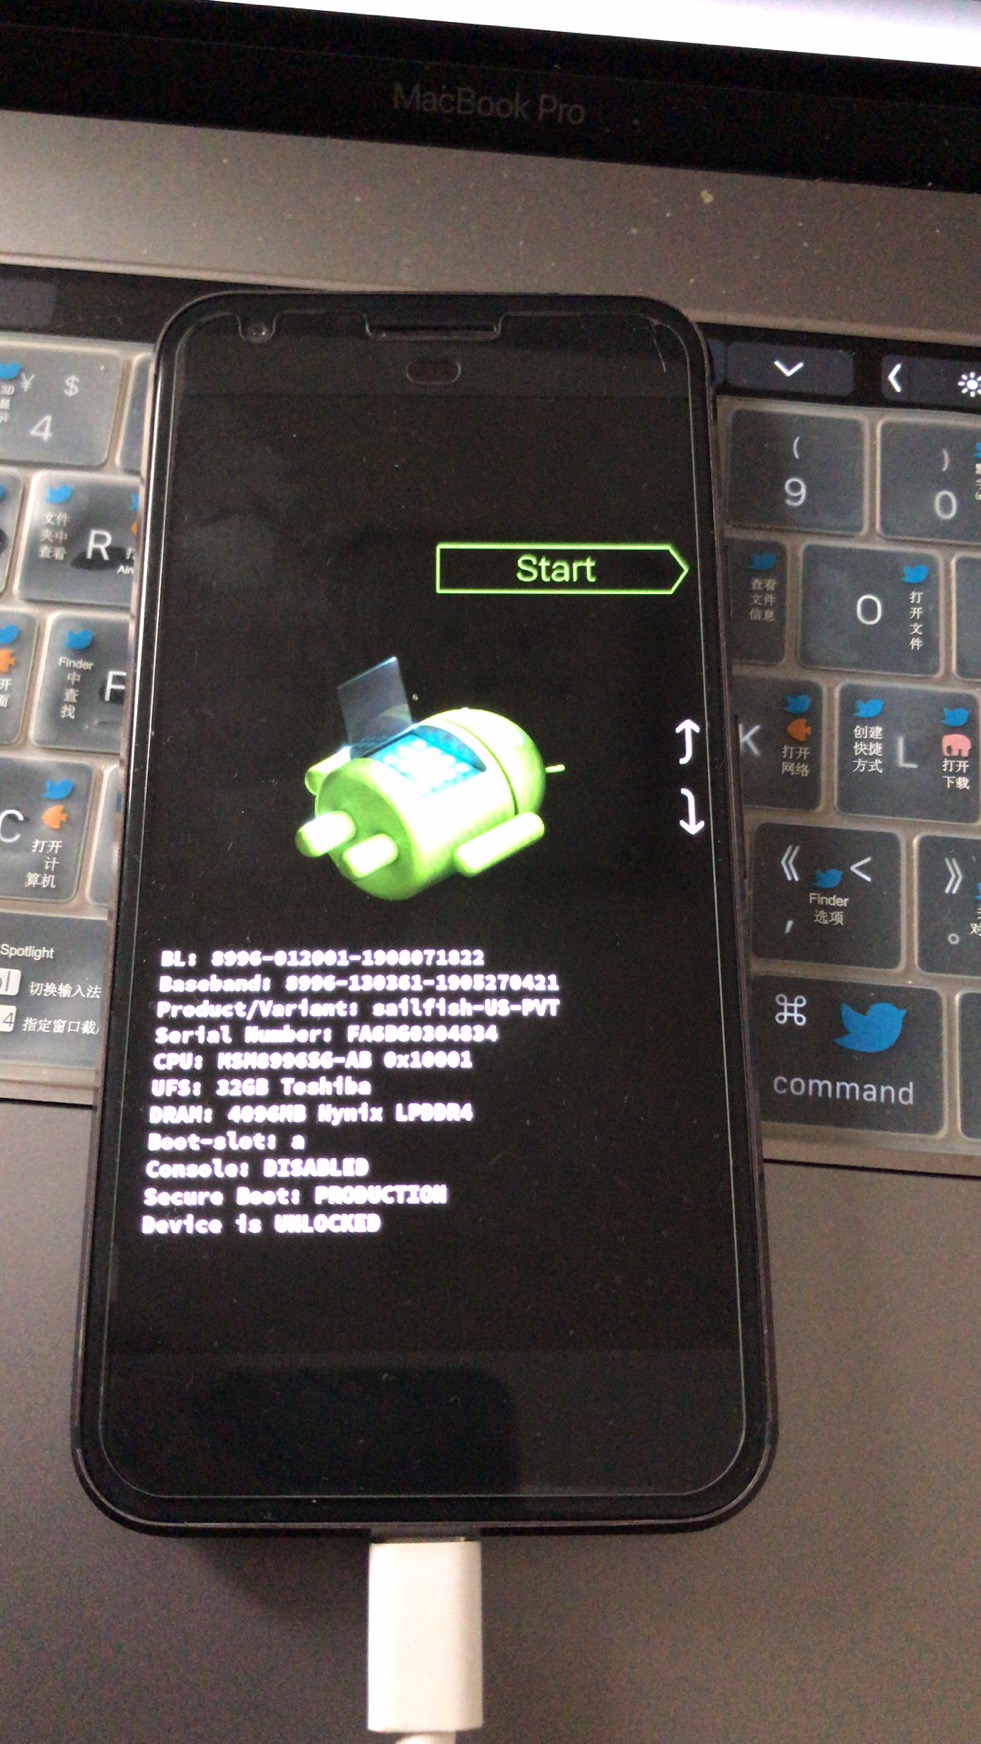 MacBook Pro
¥ $
4
(
9
)
0
文件
夹中
查看
R
查看
文件
信息
O
打
开
文
件
Finder
中
查
找
F
K
打开
网络
创建
快捷
方式
L
打开
下载
C
打开
计
算机
《 <
,
Finder
选项
》
。
Spotlight
切换输入法
4 指定窗口截
⌘
command
Start
BL: 8996-012001-1908071822
Baseband: 8996-130361-1905270421
Product/Variant: sailfish-US-PVT
Serial Number: FA6B60304834
CPU: MSM8996SG-AB 0x10001
UFS: 32GB Toshiba
DRAM: 4096MB Hynix LPDDR4
Boot-slot: a
Console: DISABLED
Secure Boot: PRODUCTION
Device is UNLOCKED